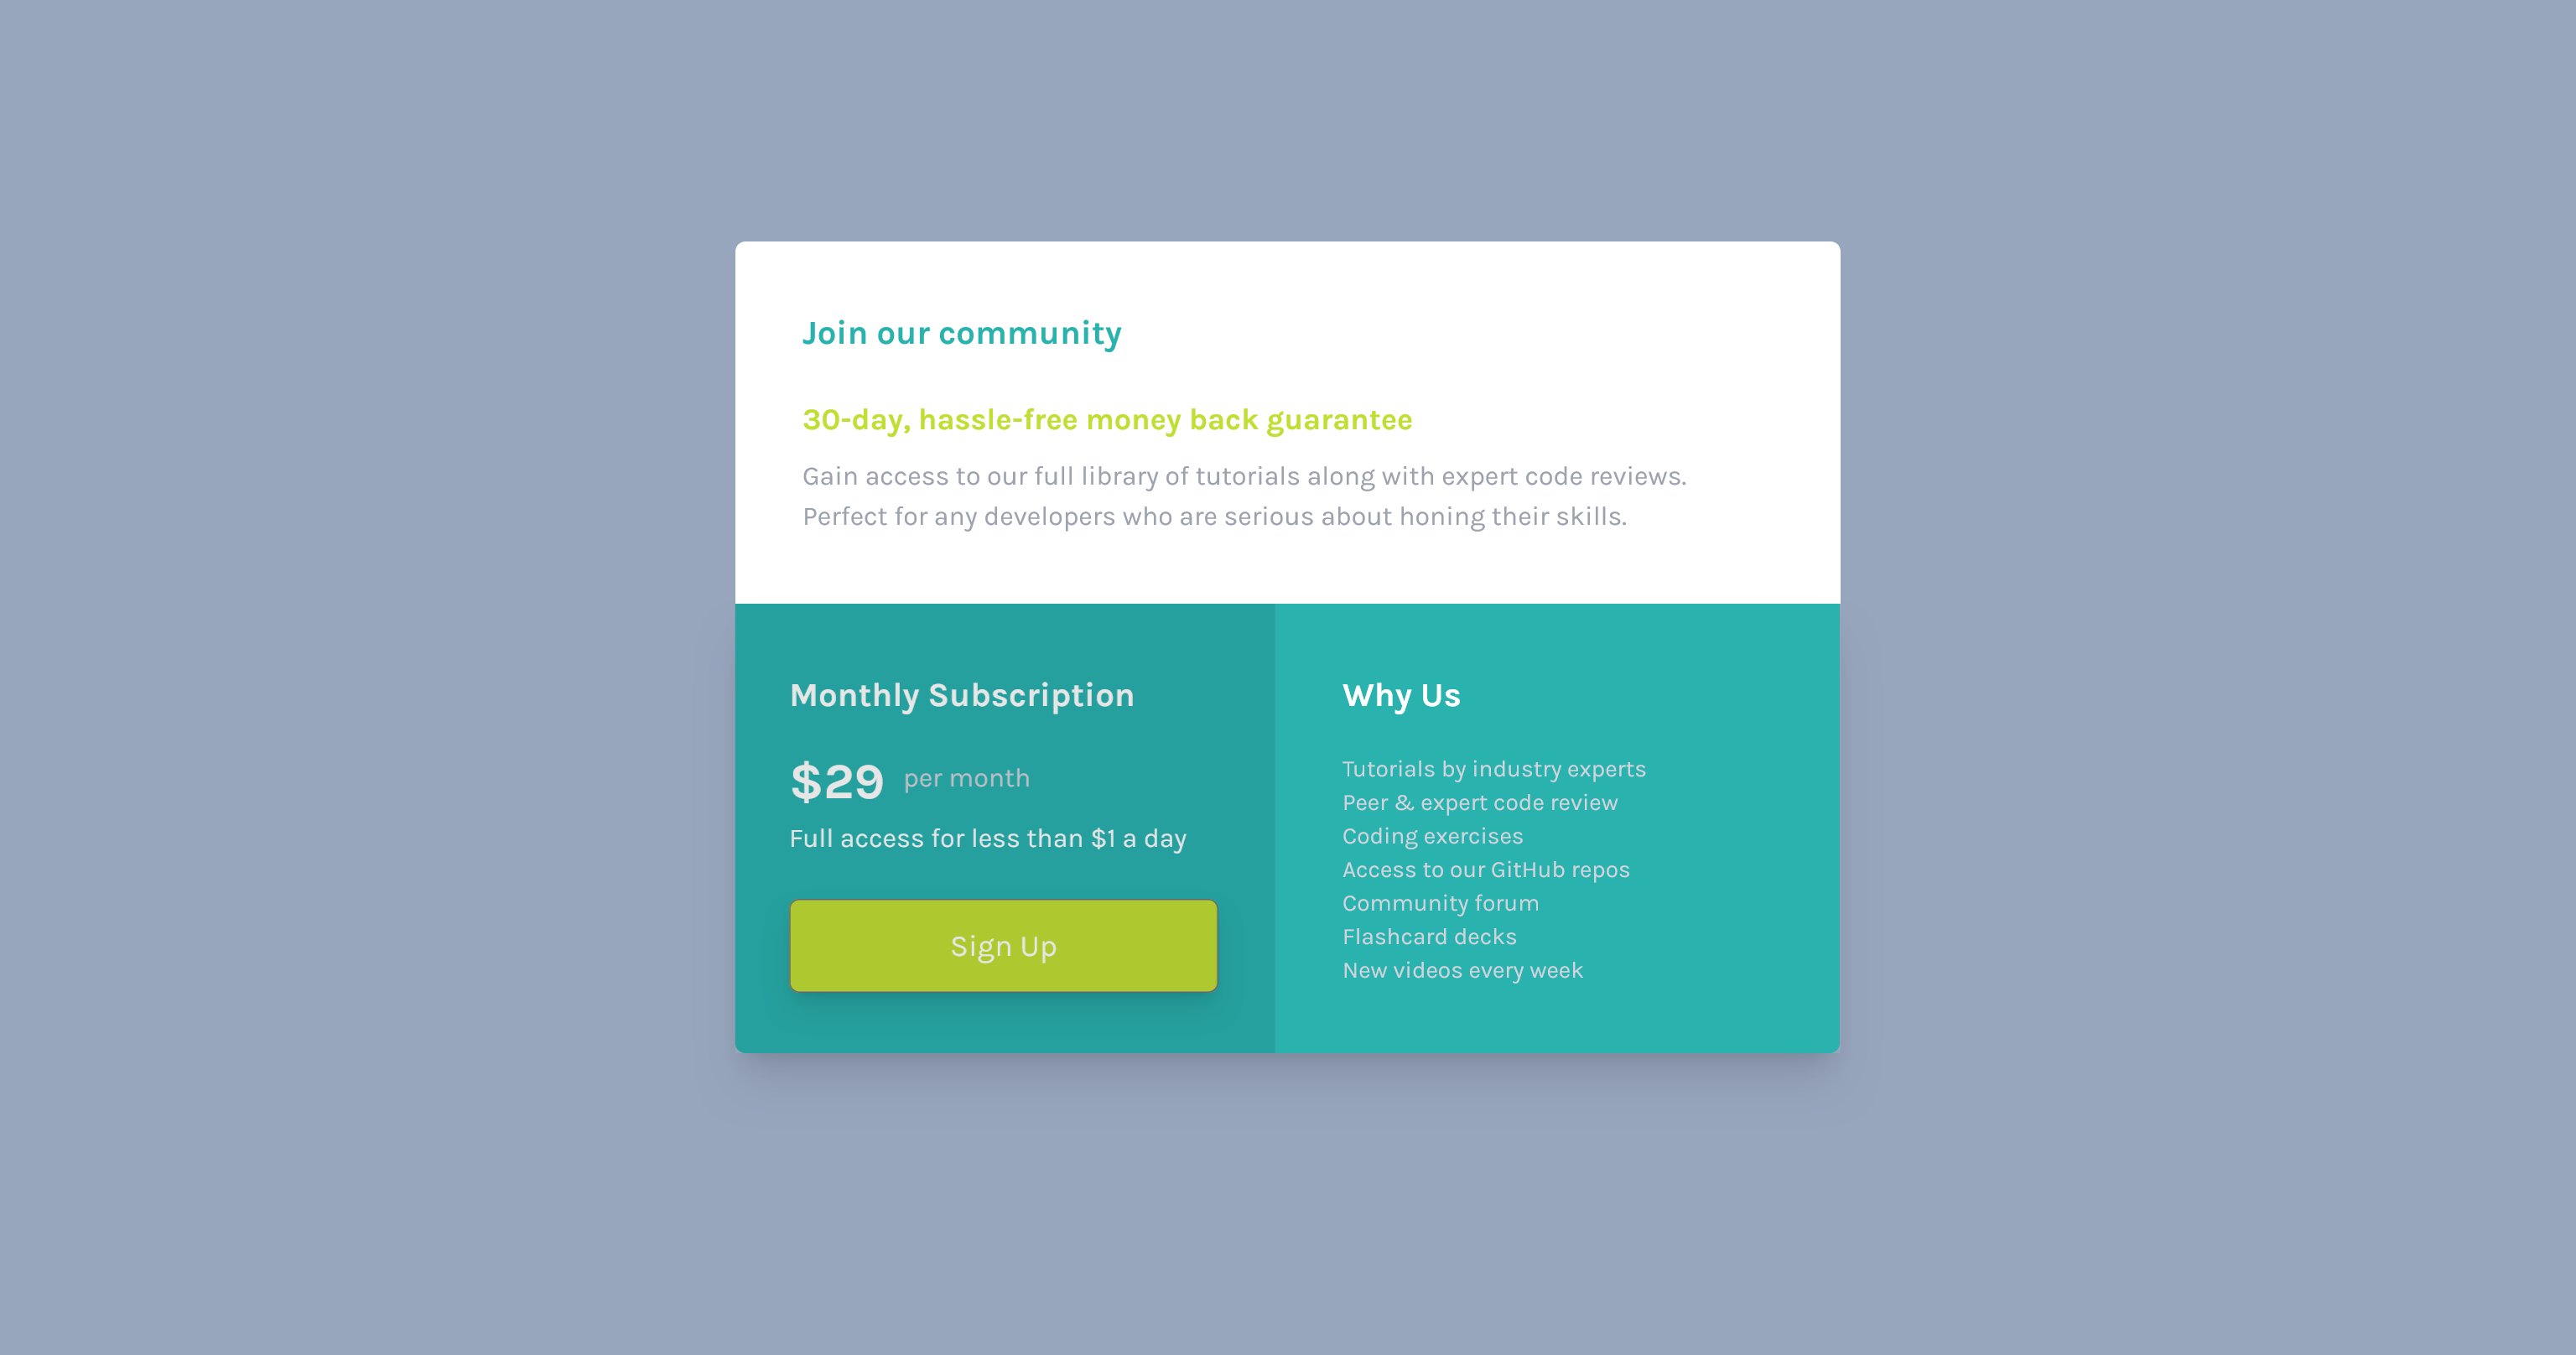 Join our community
30-day, hassle-free money back guarantee
Gain access to our full library of tutorials along with expert code reviews.
Perfect for any developers who are serious about honing their skills.
Monthly Subscription
$29 per month
Full access for less than $1 a day
Sign Up
Why Us
Tutorials by industry experts
Peer & expert code review
Coding exercises
Access to our GitHub repos
Community forum
Flashcard decks
New videos every week